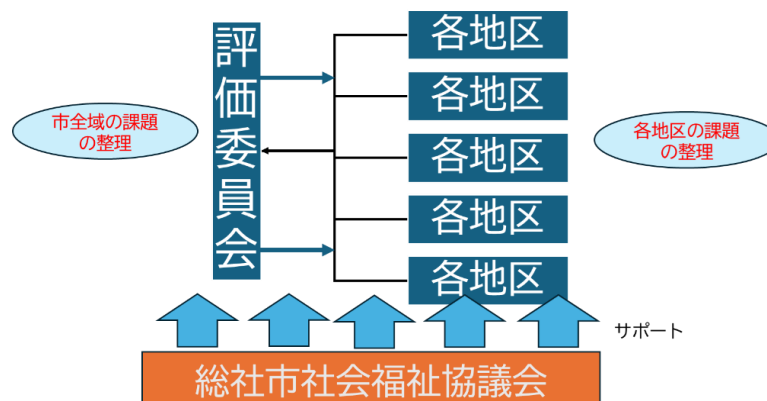 評価委員会
各地区
各地区
各地区
各地区
各地区
市全域の課題
の整理
各地区の課題
の整理
サポート
総社市社会福祉協議会